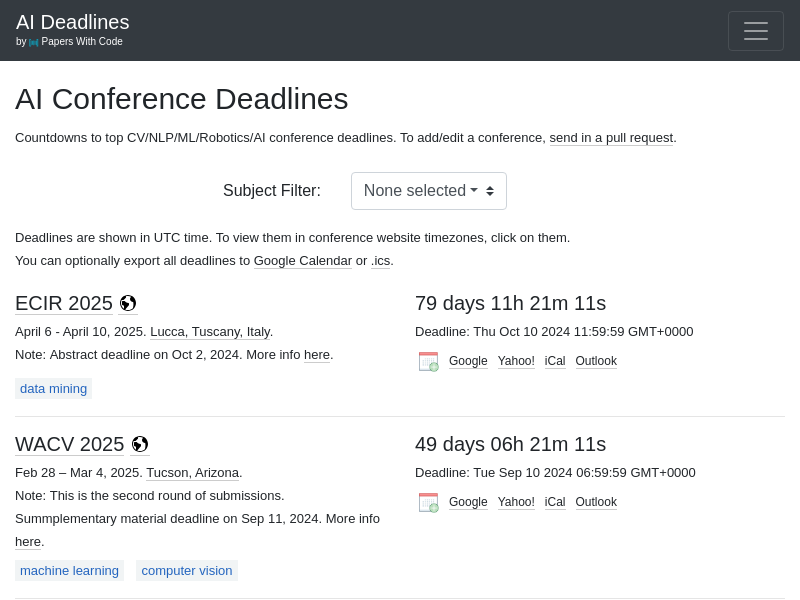 AI Deadlines
by Papers With Code
AI Conference Deadlines
Countdowns to top CV/NLP/ML/Robotics/AI conference deadlines. To add/edit a conference, send in a pull request.
Subject Filter: None selected
Deadlines are shown in UTC time. To view them in conference website timezones, click on them.
You can optionally export all deadlines to Google Calendar or .ics.
ECIR 2025
April 6 - April 10, 2025. Lucca, Tuscany, Italy.
Note: Abstract deadline on Oct 2, 2024. More info here.
data mining
79 days 11h 21m 11s
Deadline: Thu Oct 10 2024 11:59:59 GMT+0000
Google Yahoo! iCal Outlook
WACV 2025
Feb 28 – Mar 4, 2025. Tucson, Arizona.
Note: This is the second round of submissions.
Summplementary material deadline on Sep 11, 2024. More info
here.
machine learning computer vision
49 days 06h 21m 11s
Deadline: Tue Sep 10 2024 06:59:59 GMT+0000
Google Yahoo! iCal Outlook